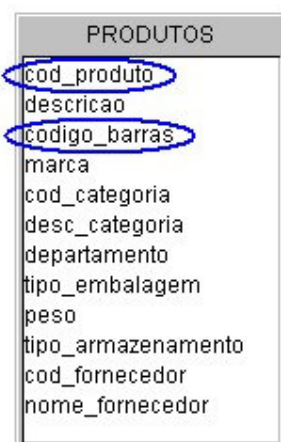 PRODUTOS
cod_produto
descricao
codigo_barras
marca
cod_categoria
desc_categoria
departamento
tipo_embalagem
peso
tipo_armazenamento
cod_fornecedor
nome_fornecedor